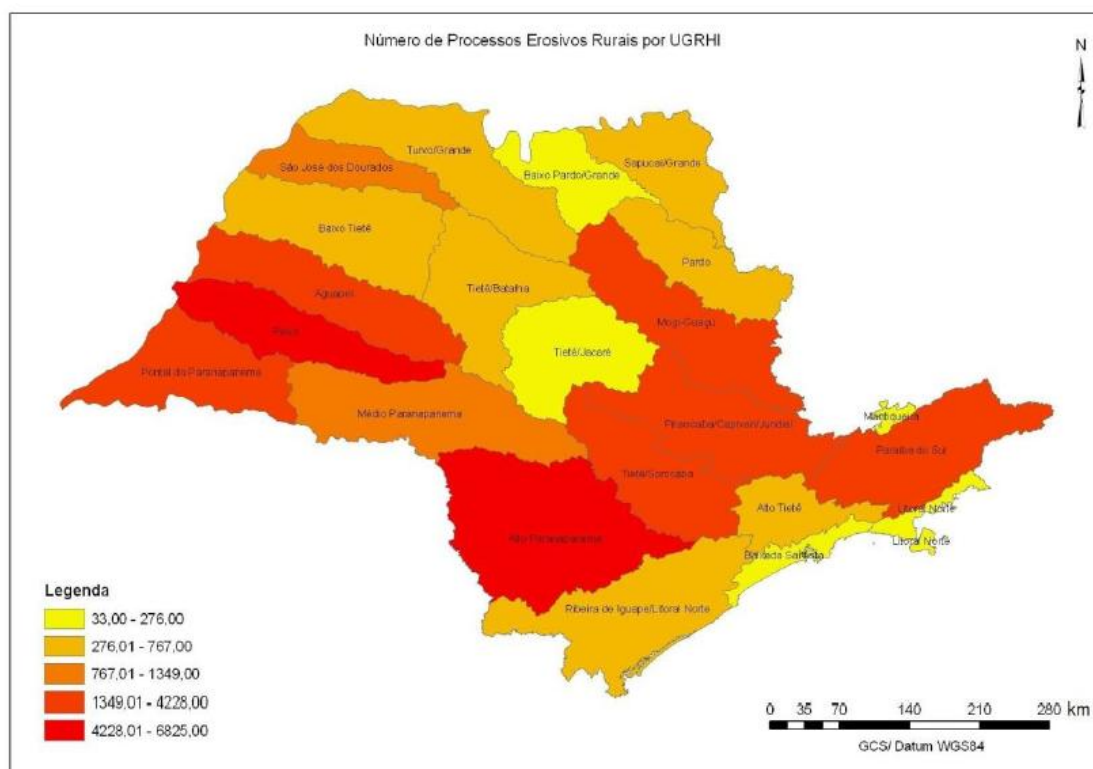 Número de Processos Erosivos Rurais por UGRHI
N
Turvo/Grande
Sapucaí/Grande
São José dos Dourados
Baixo Pardo/Grande
Baixo Tietê
Pardo
Tietê/Batalha
Aguapeí
Mogi-Guaçú
Peixe
Tietê/Jacaré
Pontal do Paranapanema
Médio Paranapanema
Mantiqueira
Piracicaba/Capivari/Jundiaí
Paraíba do Sul
Tietê/Sorocaba
Alto Tietê
Litoral Norte
Alto Paranapanema
Litoral Norte
Baixada Santista
Ribeira de Iguape/Litoral Norte
Legenda
33,00 - 276,00
276,01 - 767,00
767,01 - 1349,00
1349,01 - 4228,00
4228,01 - 6825,00
0 35 70 140 210 280 km
GCS/ Datum WGS84